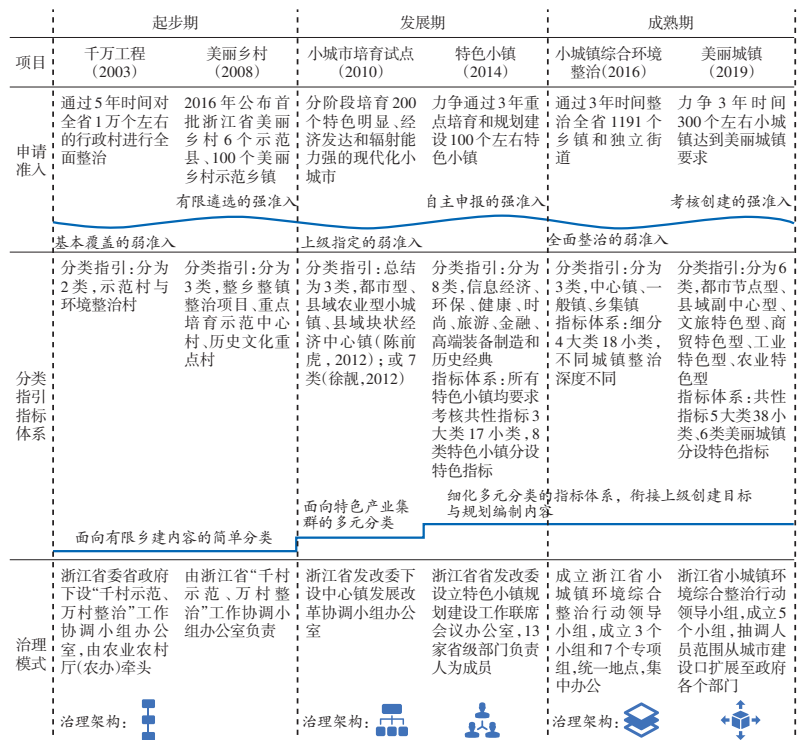 起步期
发展期
成熟期
项目
千万工程
(2003)
美丽乡村
(2008)
小城市培育试点
(2010)
特色小镇
(2014)
小城镇综合环境
整治(2016)
美丽城镇
(2019)
申请
准入
通过5年时间对
全省1万个左右
的行政村进行全
面整治
2016年公布首
批浙江省美丽
乡村6个示范
县、100个美丽
乡村示范乡镇
分阶段培育200
个特色明显、经
济发达和辐射能
力强的现代化小
城市
力争通过3年重
点培育和规划建
设100个左右特
色小镇
通过3年时间整
治全省1191个
乡镇和独立街
道
力争3年时间
300个左右小城
镇达到美丽城镇
要求
有限遴选的强准入
自主申报的强准入
考核创建的强准入
基本覆盖的弱准入
上级指定的弱准入
全面整治的弱准入
分类
指引
指标
体系
分类指引:分为
2类,示范村与
环境整治村
分类指引:分为
3类,整乡整镇
整治项目、重点
培育示范中心
村、历史文化重
点村
分类指引:总结
为3类,都市型、
县域农业型小城
镇、县域块状经
济中心镇(陈前
虎,2012);或7
类(徐靓,2012)
分类指引:分为
8类,信息经济、
环保、健康、时
尚、旅游、金融、
高端装备制造和
历史经典
指标体系:所有
特色小镇均要求
考核共性指标3
大类17小类,8
类特色小镇分设
特色指标
分类指引:分为
3类,中心镇、一
般镇、乡集镇
指标体系:细分
4大类18小类,
不同城镇整治
深度不同
分类指引:分为6
类,都市节点型、
县域副中心型、
文旅特色型、商
贸特色型、工业
特色型、农业特
色型
指标体系:共性
指标5大类38小
类、6类美丽城镇
分设特色指标
面向有限乡建内容的简单分类
面向特色产业集
群的多元分类
细化多元分类的指标体系，衔接上级创建目标
与规划编制内容
治理
模式
浙江省委省政府
下设“千村示范、
万村整治”工作
协调小组办公
室,由农业农村
厅(农办)牵头
由浙江省“千村
示范、万村整
治”工作协调小
组办公室负责
浙江省发改委下
设中心镇发展改
革协调小组办公
室
浙江省省发改委
设立特色小镇规
划建设工作联席
会议办公室,13
家省级部门负责
人为成员
成立浙江省小
城镇环境综合
整治行动领导
小组,成立3个
小组和7个专项
组,统一地点,集
中办公
浙江省小城镇环
境综合整治行动
领导小组,成立5
个小组,抽调人
员范围从城市建
设口扩展至政府
各个部门
治理架构:
治理架构:
治理架构: